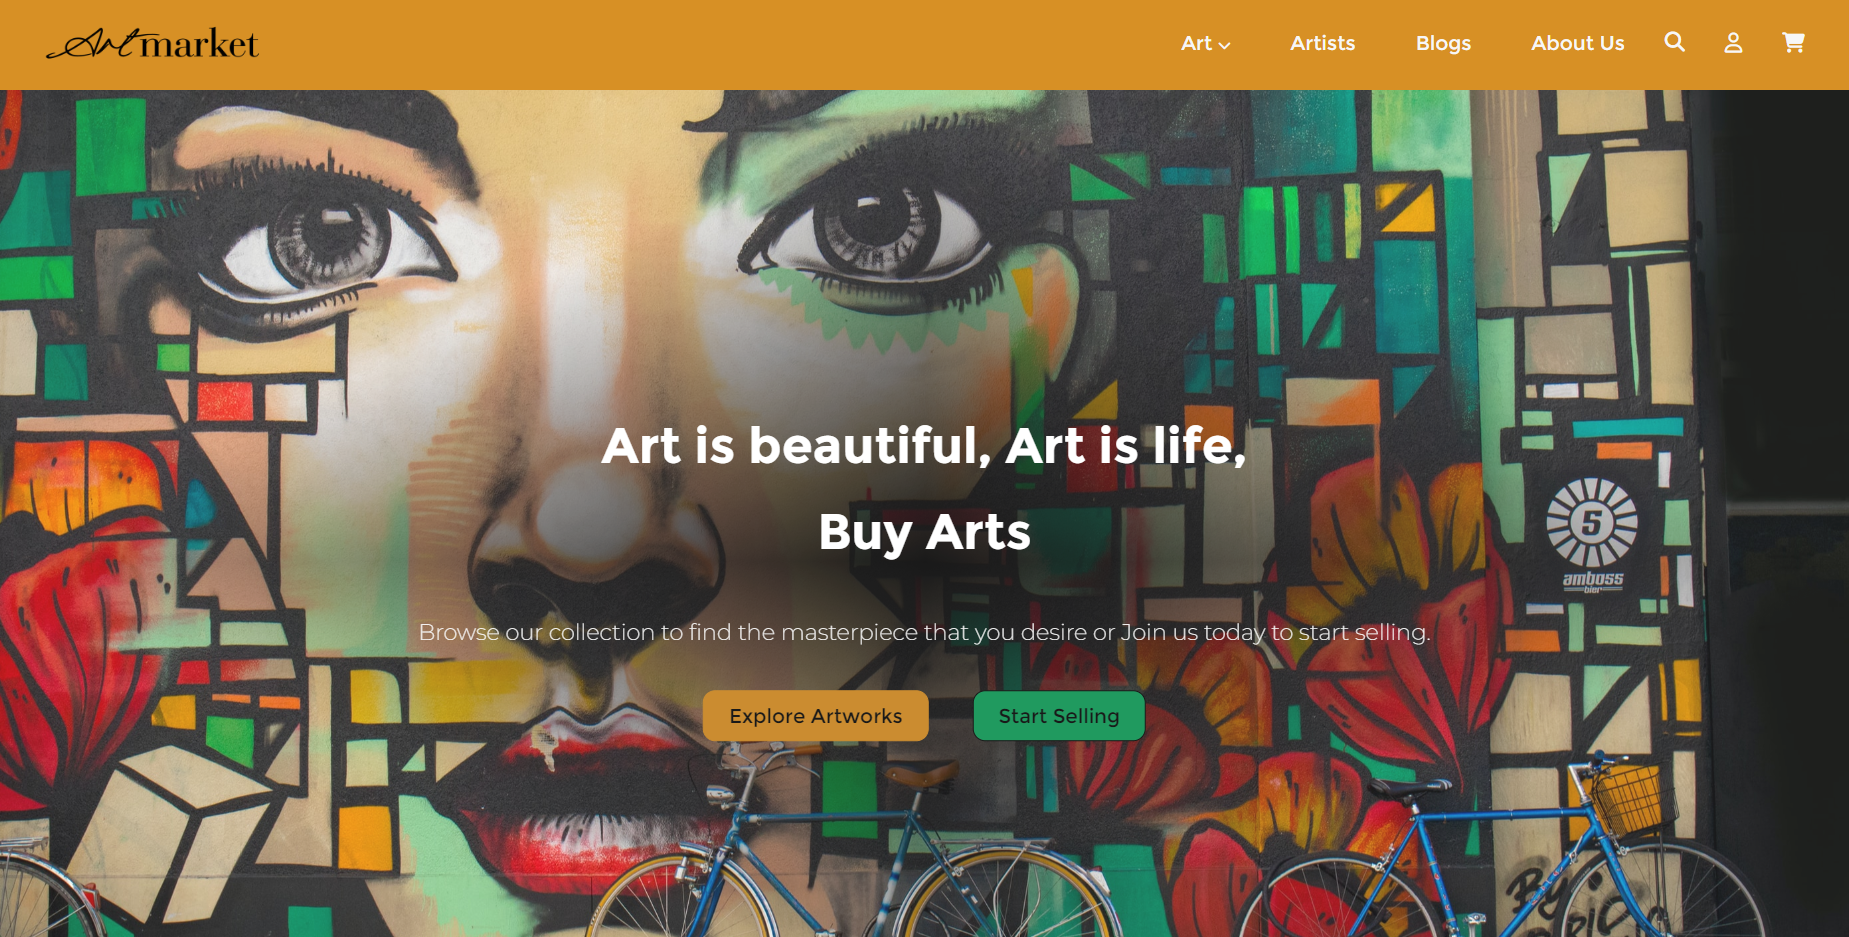 Artmarket
Art
Artists
Blogs
About Us
Art is beautiful, Art is life,
Buy Arts
5
amboss
bier
Browse our collection to find the masterpiece that you desire or Join us today to start selling.
Explore Artworks
Start Selling
By